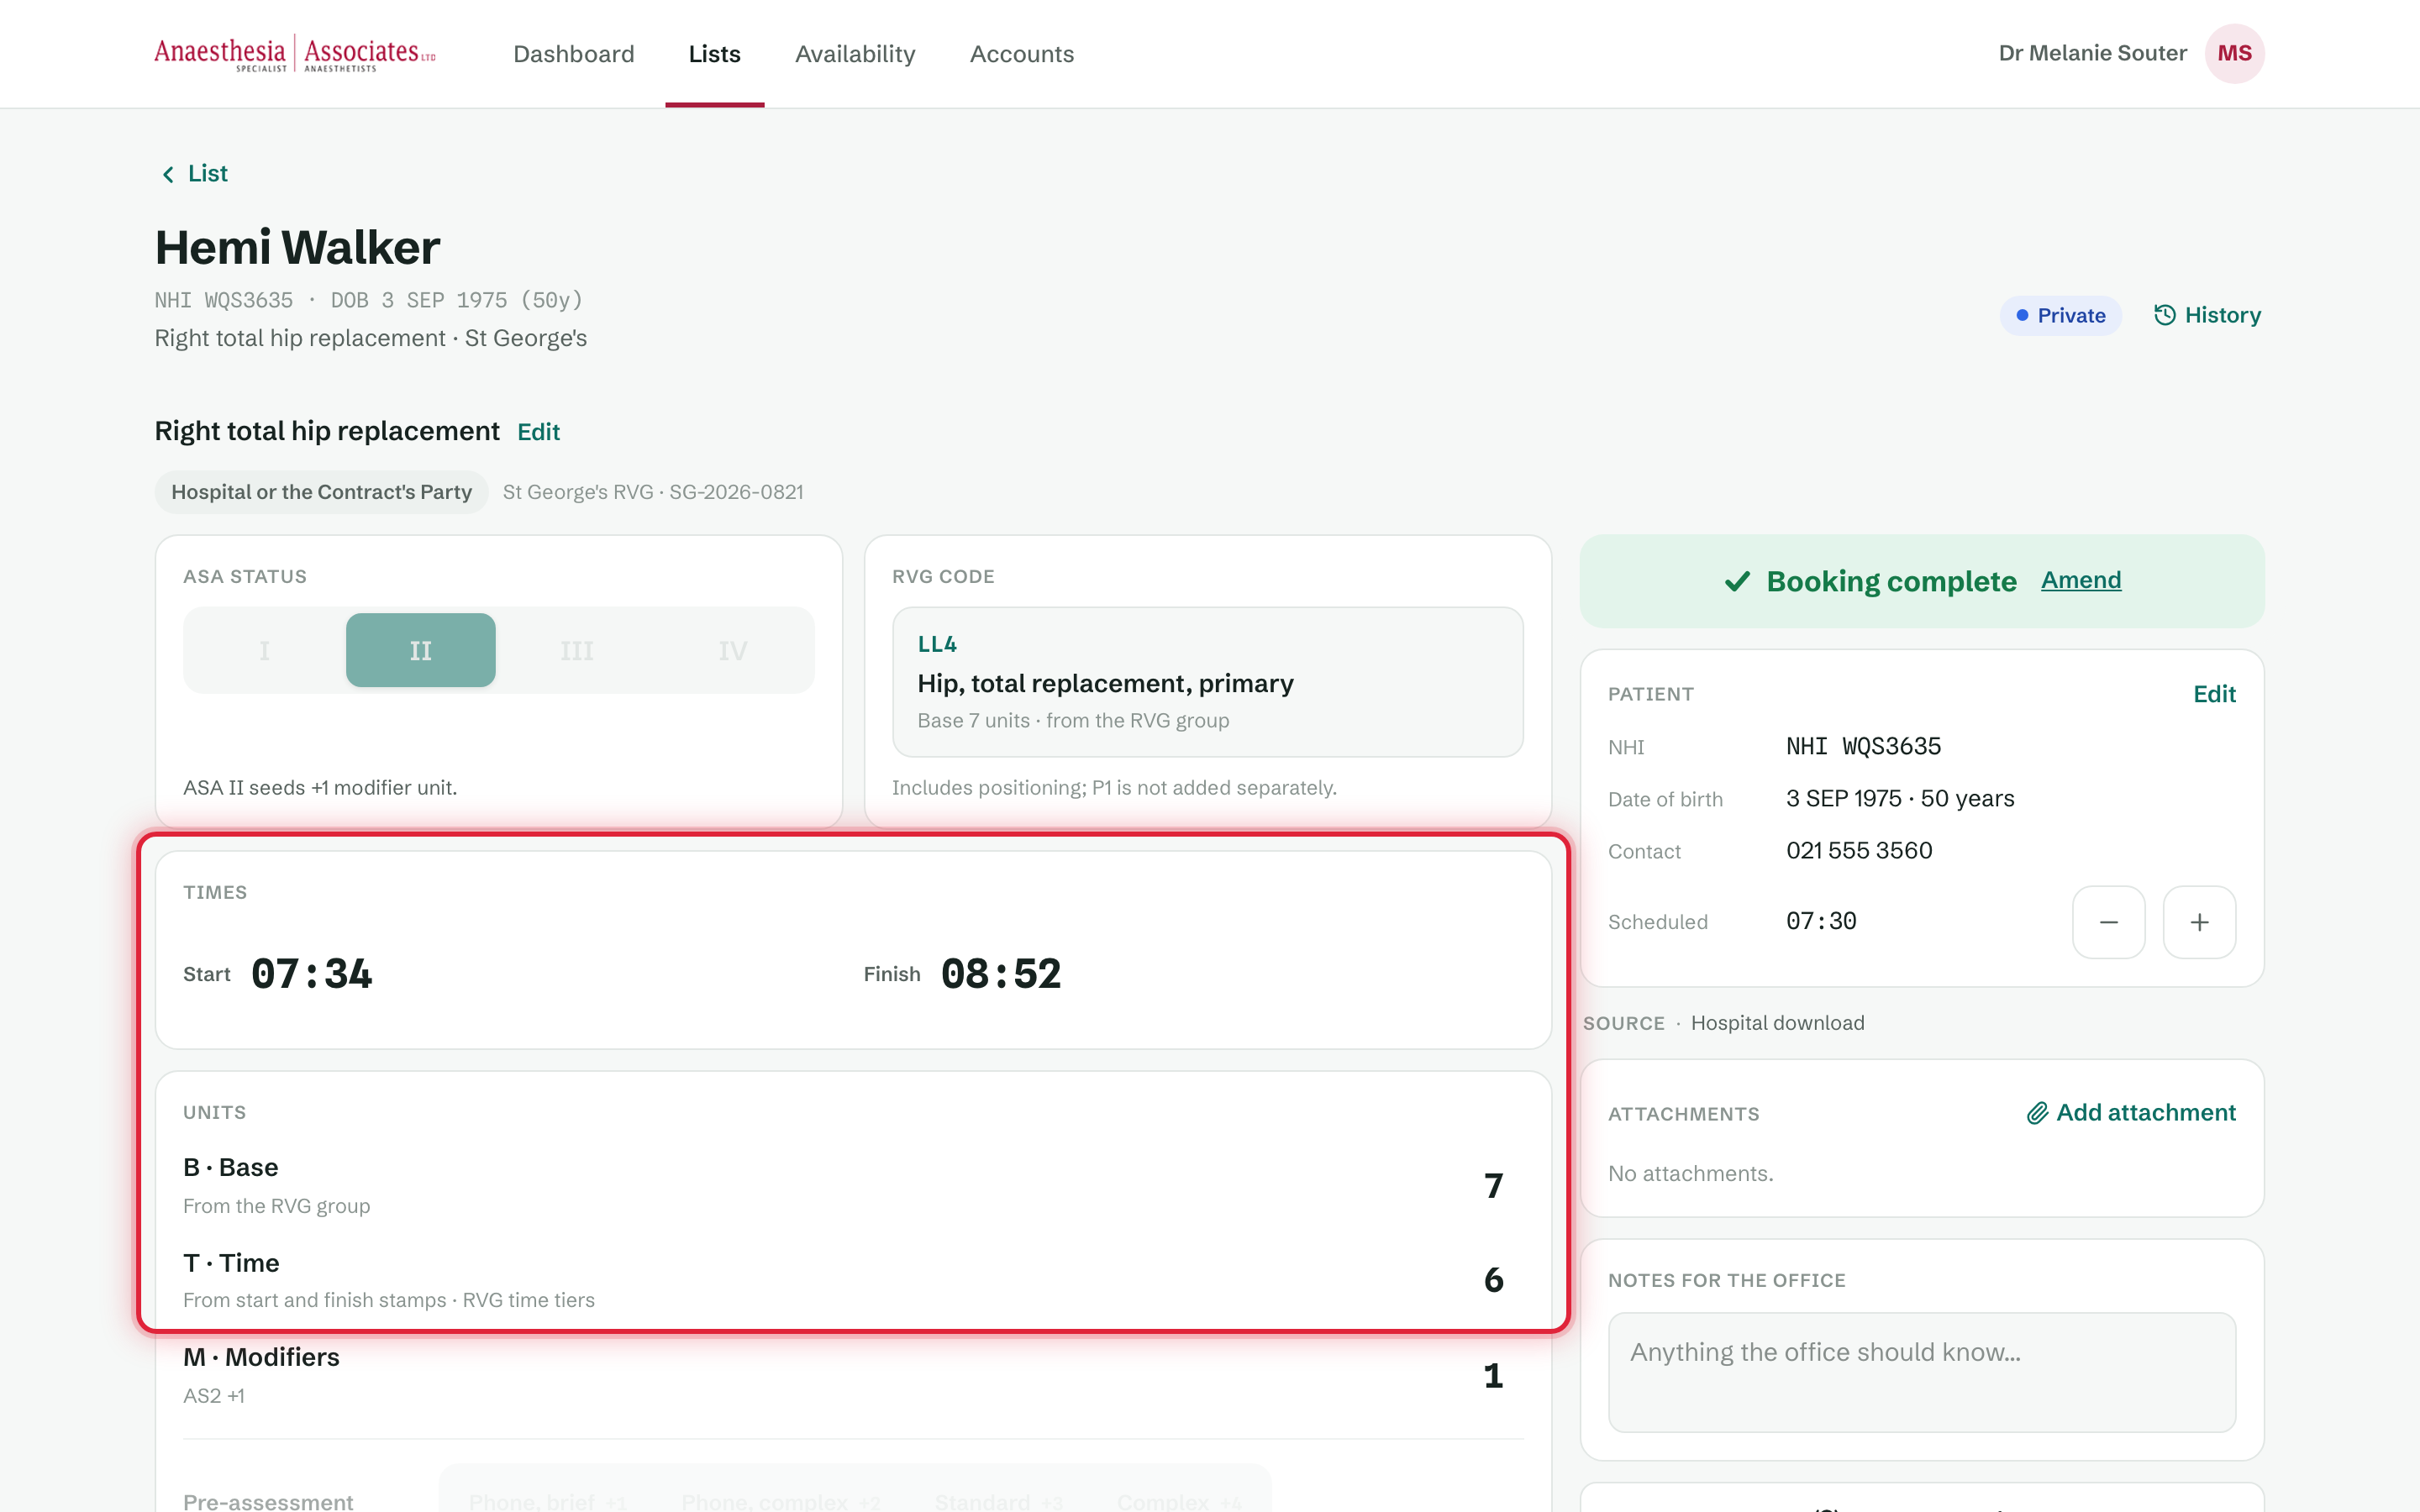 Anaesthesia | Associates LTD
SPECIALIST ANAESTHETISTS
Dashboard
Lists
Availability
Accounts
Dr Melanie Souter
MS
List
Hemi Walker
NHI WQS3635 · DOB 3 SEP 1975 (50y)
Right total hip replacement · St George's
Private
History
Right total hip replacement Edit
Hospital or the Contract's Party St George's RVG · SG-2026-0821
ASA STATUS
I II III IV
ASA II seeds +1 modifier unit.
RVG CODE
LL4
Hip, total replacement, primary
Base 7 units · from the RVG group
Includes positioning; P1 is not added separately.
TIMES
Start 07:34
Finish 08:52
UNITS
B · Base
From the RVG group
7
T · Time
From start and finish stamps · RVG time tiers
6
M · Modifiers
AS2 +1
1
Pre-assessment
Phone, brief +1
Phone, complex +2
Standard +3
Complex +4
Booking complete Amend
PATIENT Edit
NHI NHI WQS3635
Date of birth 3 SEP 1975 · 50 years
Contact 021 555 3560
Scheduled 07:30 − +
SOURCE · Hospital download
ATTACHMENTS Add attachment
No attachments.
NOTES FOR THE OFFICE
Anything the office should know...